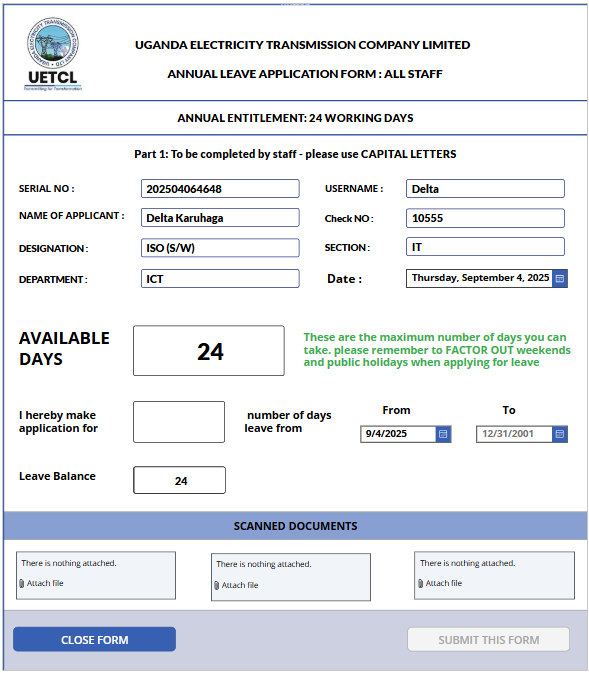 UGANDA ELECTRICITY TRANSMISSION COMPANY LTD
UETCL
Transmitting for Transformation
UGANDA ELECTRICITY TRANSMISSION COMPANY LIMITED
ANNUAL LEAVE APPLICATION FORM : ALL STAFF
ANNUAL ENTITLEMENT: 24 WORKING DAYS
Part 1: To be completed by staff - please use CAPITAL LETTERS
SERIAL NO : 202504064648 USERNAME : Delta
NAME OF APPLICANT : Delta Karuhaga Check NO : 10555
DESIGNATION : ISO (S/W) SECTION : IT
DEPARTMENT : ICT Date : Thursday, September 4, 2025
AVAILABLE DAYS 24
These are the maximum number of days you can
take. please remember to FACTOR OUT weekends
and public holidays when applying for leave
I hereby make application for number of days leave from
From To
9/4/2025 12/31/2001
Leave Balance 24
SCANNED DOCUMENTS
There is nothing attached. There is nothing attached. There is nothing attached.
Attach file Attach file Attach file
CLOSE FORM SUBMIT THIS FORM